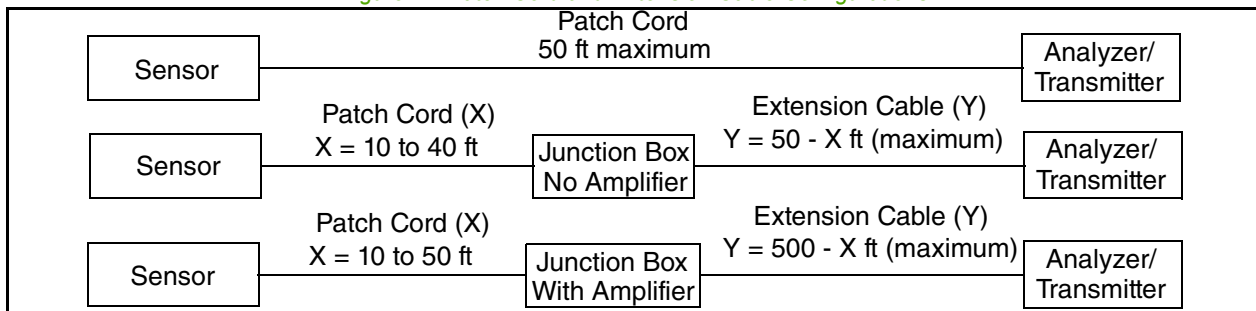 Patch Cord
50 ft maximum
Sensor
Analyzer/
Transmitter
Patch Cord (X)
X = 10 to 40 ft
Extension Cable (Y)
Y = 50 - X ft (maximum)
Sensor
Junction Box
No Amplifier
Analyzer/
Transmitter
Patch Cord (X)
X = 10 to 50 ft
Extension Cable (Y)
Y = 500 - X ft (maximum)
Sensor
Junction Box
With Amplifier
Analyzer/
Transmitter